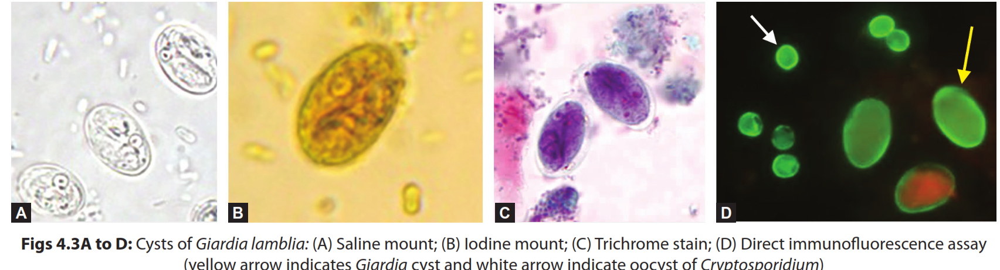 A
B
C
D
Figs 4.3A to D: Cysts of Giardia lamblia: (A) Saline mount; (B) Iodine mount; (C) Trichrome stain; (D) Direct immunofluorescence assay
(yellow arrow indicates Giardia cyst and white arrow indicate oocyst of Cryptosporidium)